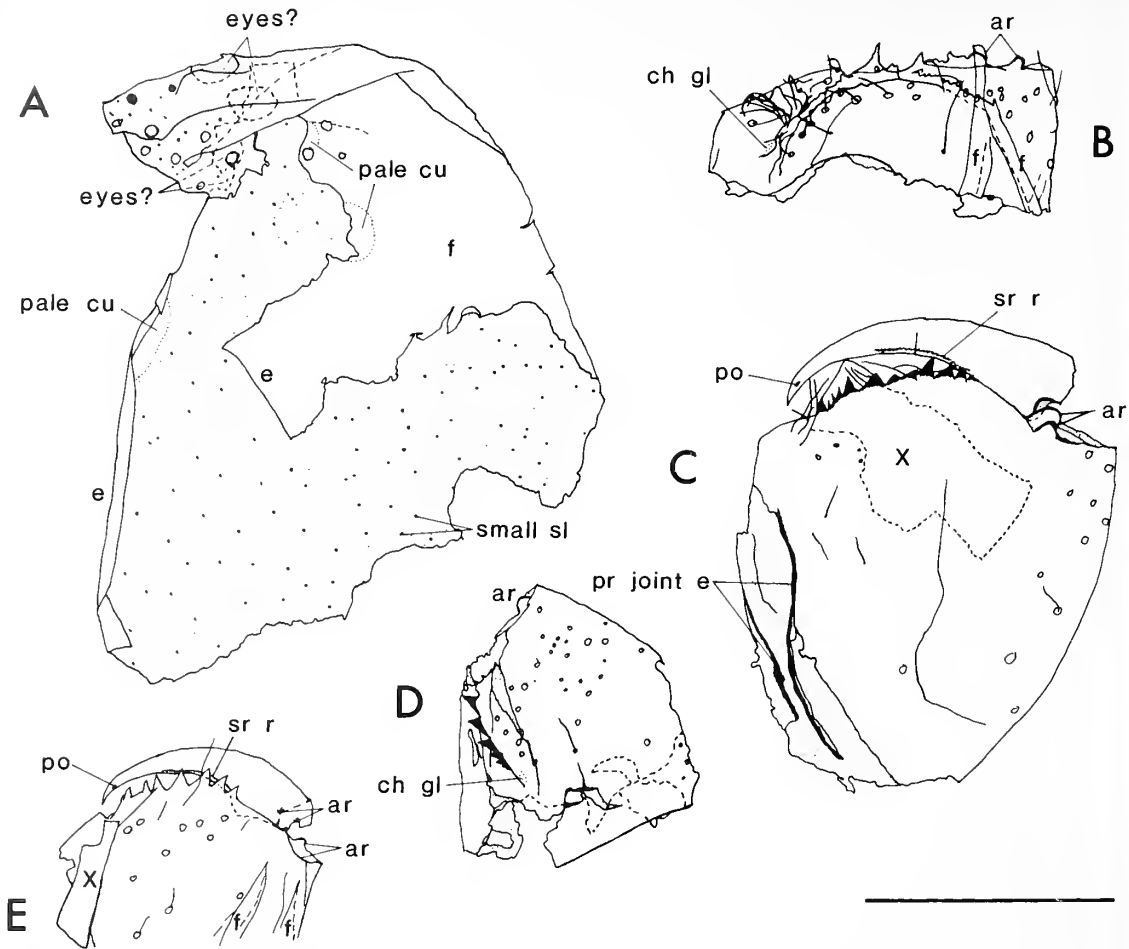 eyes?
A
ar
ch gl
B
pale cu
f
f
eyes?
f
pale cu
sr r
po
ar
e
C
X
e
small sl
pr joint e
ar
D
sr r
po
ch gl
ar
ar
X
E
f
f